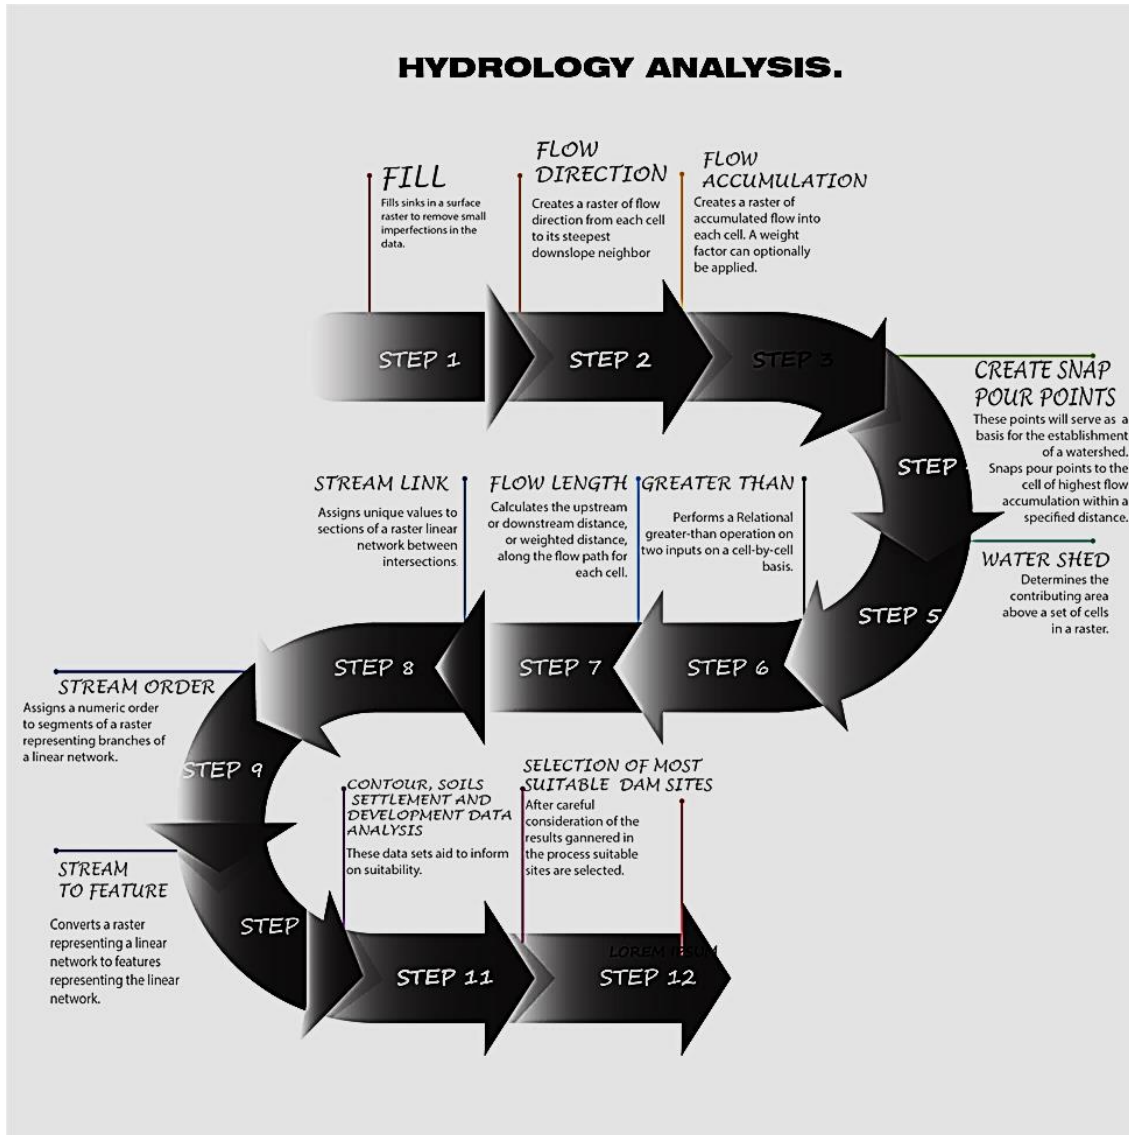 HYDROLOGY ANALYSIS.
FILL
Fills sinks in a surface
raster to remove small
imperfections in the
data.
FLOW
DIRECTION
Creates a raster of flow
direction from each cell
to its steepest
downslope neighbor
FLOW
ACCUMULATION
Creates a raster of
accumulated flow into
each cell. A weight
factor can optionally
be applied.
STEP 1
STEP 2
STEP 3
CREATE SNAP
POUR POINTS
These points will serve as a
basis for the establishment
of a watershed.
Snaps pour points to the
cell of highest flow
accumulation within a
specified distance.
STEP
WATER SHED
Determines the
contributing area
above a set of cells
in a raster.
STEP 5
GREATER THAN
Performs a Relational
greater-than operation on
two inputs on a cell-by-cell
basis.
STEP 6
FLOW LENGTH
Calculates the upstream
or downstream distance,
or weighted distance,
along the flow path for
each cell.
STEP 7
STREAM LINK
Assigns unique values to
sections of a raster linear
network between
intersections
STEP 8
STREAM ORDER
Assigns a numeric order
to segments of a raster
representing branches of
a linear network.
STEP 9
STREAM
TO FEATURE
Converts a raster
representing a linear
network to features
representing the linear
network.
STEP
CONTOUR, SOILS
SETTLEMENT AND
DEVELOPMENT DATA
ANALYSIS
These data sets aid to inform
on suitability.
STEP 11
SELECTION OF MOST
SUITABLE DAM SITES
After careful
consideration of the
results gannered in
the process suitable
sites are selected.
LOREM IPSUM
STEP 12